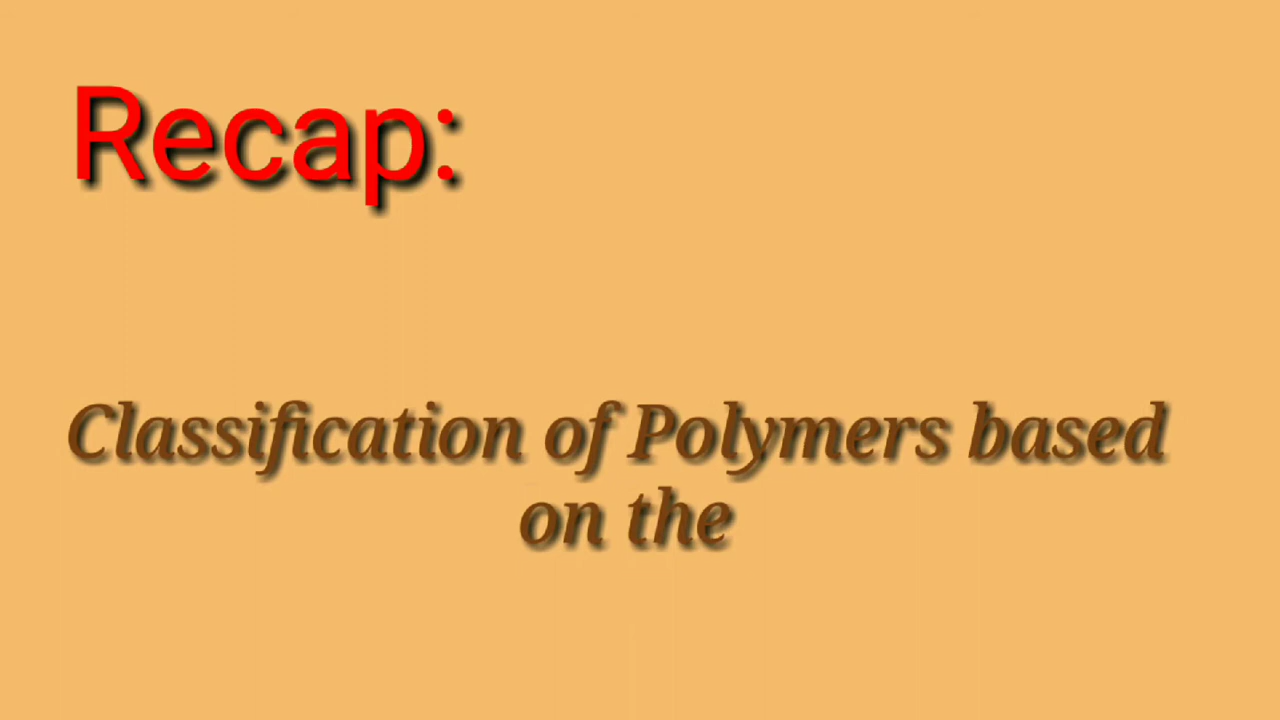 Recap:
Classification of Polymers based
on the